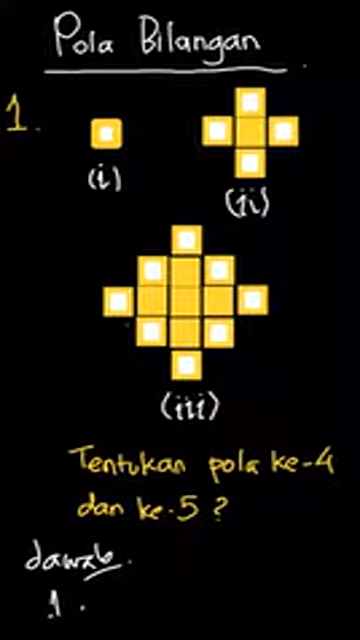 Pola Bilangan
1.
(i)
(ii)
(iii)
Tentukan pola ke-4
dan ke-5?
Jawab.
1.